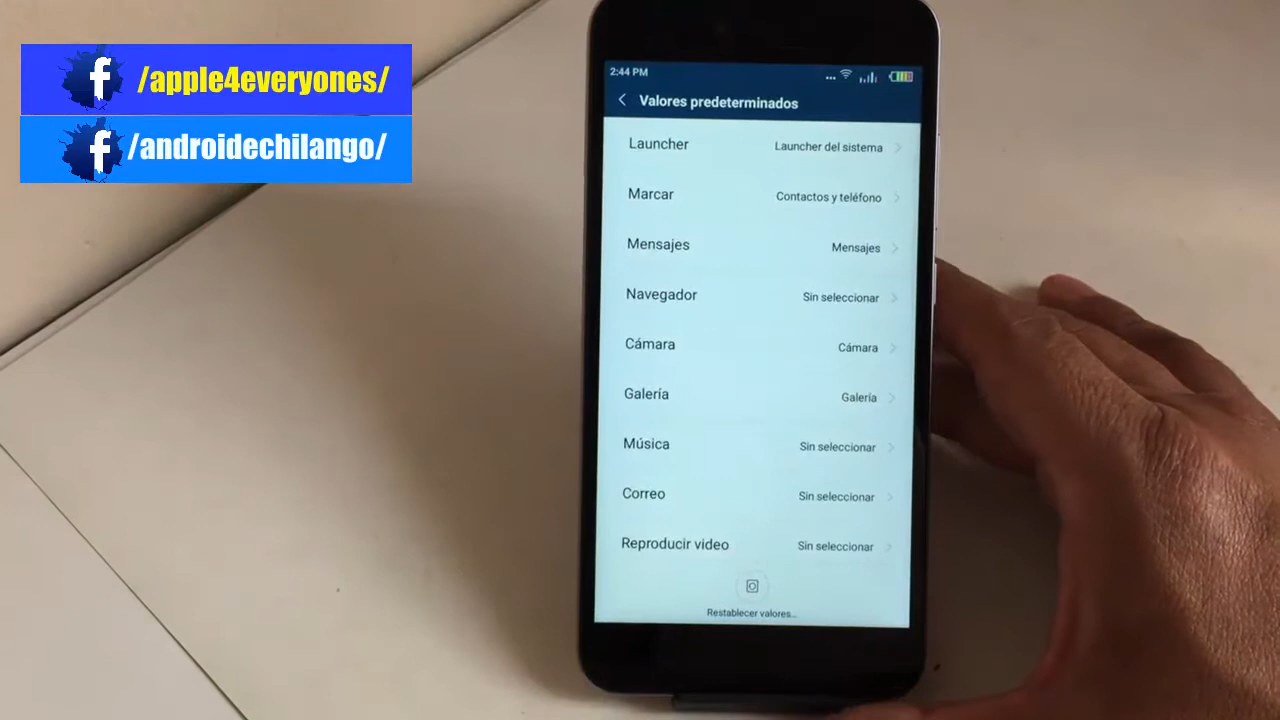 f /apple4everyones/
f /androidechilango/
2:44 PM
Valores predeterminados
Launcher Launcher del sistema
Marcar Contactos y teléfono
Mensajes Mensajes
Navegador Sin seleccionar
Cámara Cámara
Galería Galería
Música Sin seleccionar
Correo Sin seleccionar
Reproducir video Sin seleccionar
Restablecer valores...